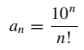 aₙ = 10ⁿ / n!